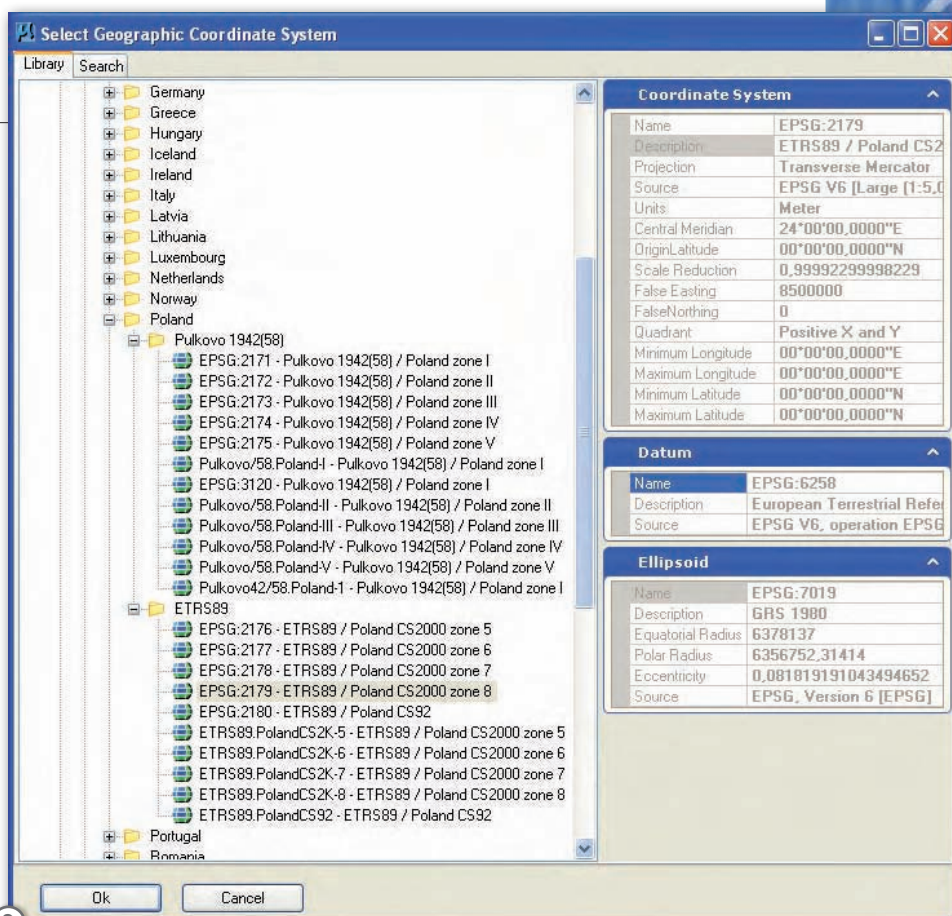 Select Geographic Coordinate System
Library Search
Germany
Greece
Hungary
Iceland
Ireland
Italy
Latvia
Lithuania
Luxembourg
Netherlands
Norway
Poland
Pulkovo 1942(58)
EPSG:2171 - Pulkovo 1942(58) / Poland zone I
EPSG:2172 - Pulkovo 1942(58) / Poland zone II
EPSG:2173 - Pulkovo 1942(58) / Poland zone III
EPSG:2174 - Pulkovo 1942(58) / Poland zone IV
EPSG:2175 - Pulkovo 1942(58) / Poland zone V
Pulkovo/58.Poland-I - Pulkovo 1942(58) / Poland zone I
EPSG:3120 - Pulkovo 1942(58) / Poland zone I
Pulkovo/58.Poland-II - Pulkovo 1942(58) / Poland zone II
Pulkovo/58.Poland-III - Pulkovo 1942(58) / Poland zone III
Pulkovo/58.Poland-IV - Pulkovo 1942(58) / Poland zone IV
Pulkovo/58.Poland-V - Pulkovo 1942(58) / Poland zone V
Pulkovo42/58.Poland-1 - Pulkovo 1942(58) / Poland zone I
ETRS89
EPSG:2176 - ETRS89 / Poland CS2000 zone 5
EPSG:2177 - ETRS89 / Poland CS2000 zone 6
EPSG:2178 - ETRS89 / Poland CS2000 zone 7
EPSG:2179 - ETRS89 / Poland CS2000 zone 8
EPSG:2180 - ETRS89 / Poland CS92
ETRS89.PolandCS2K-5 - ETRS89 / Poland CS2000 zone 5
ETRS89.PolandCS2K-6 - ETRS89 / Poland CS2000 zone 6
ETRS89.PolandCS2K-7 - ETRS89 / Poland CS2000 zone 7
ETRS89.PolandCS2K-8 - ETRS89 / Poland CS2000 zone 8
ETRS89.PolandCS92 - ETRS89 / Poland CS92
Portugal
Romania
Coordinate System
Name EPSG:2179
Description ETRS89 / Poland CS2
Projection Transverse Mercator
Source EPSG V6 [Large (1:5,0
Units Meter
Central Meridian 24°00'00,0000"E
OriginLatitude 00°00'00,0000"N
Scale Reduction 0,99992299998229
False Easting 8500000
FalseNorthing 0
Quadrant Positive X and Y
Minimum Longitude 00°00'00,0000"E
Maximum Longitude 00°00'00,0000"E
Minimum Latitude 00°00'00,0000"N
Maximum Latitude 00°00'00,0000"N
Datum
Name EPSG:6258
Description European Terrestrial Refe
Source EPSG V6, operation EPSG
Ellipsoid
Name EPSG:7019
Description GRS 1980
Equatorial Radius 6378137
Polar Radius 6356752,31414
Eccentricity 0,081819191043494652
Source EPSG, Version 6 [EPSG]
Ok Cancel